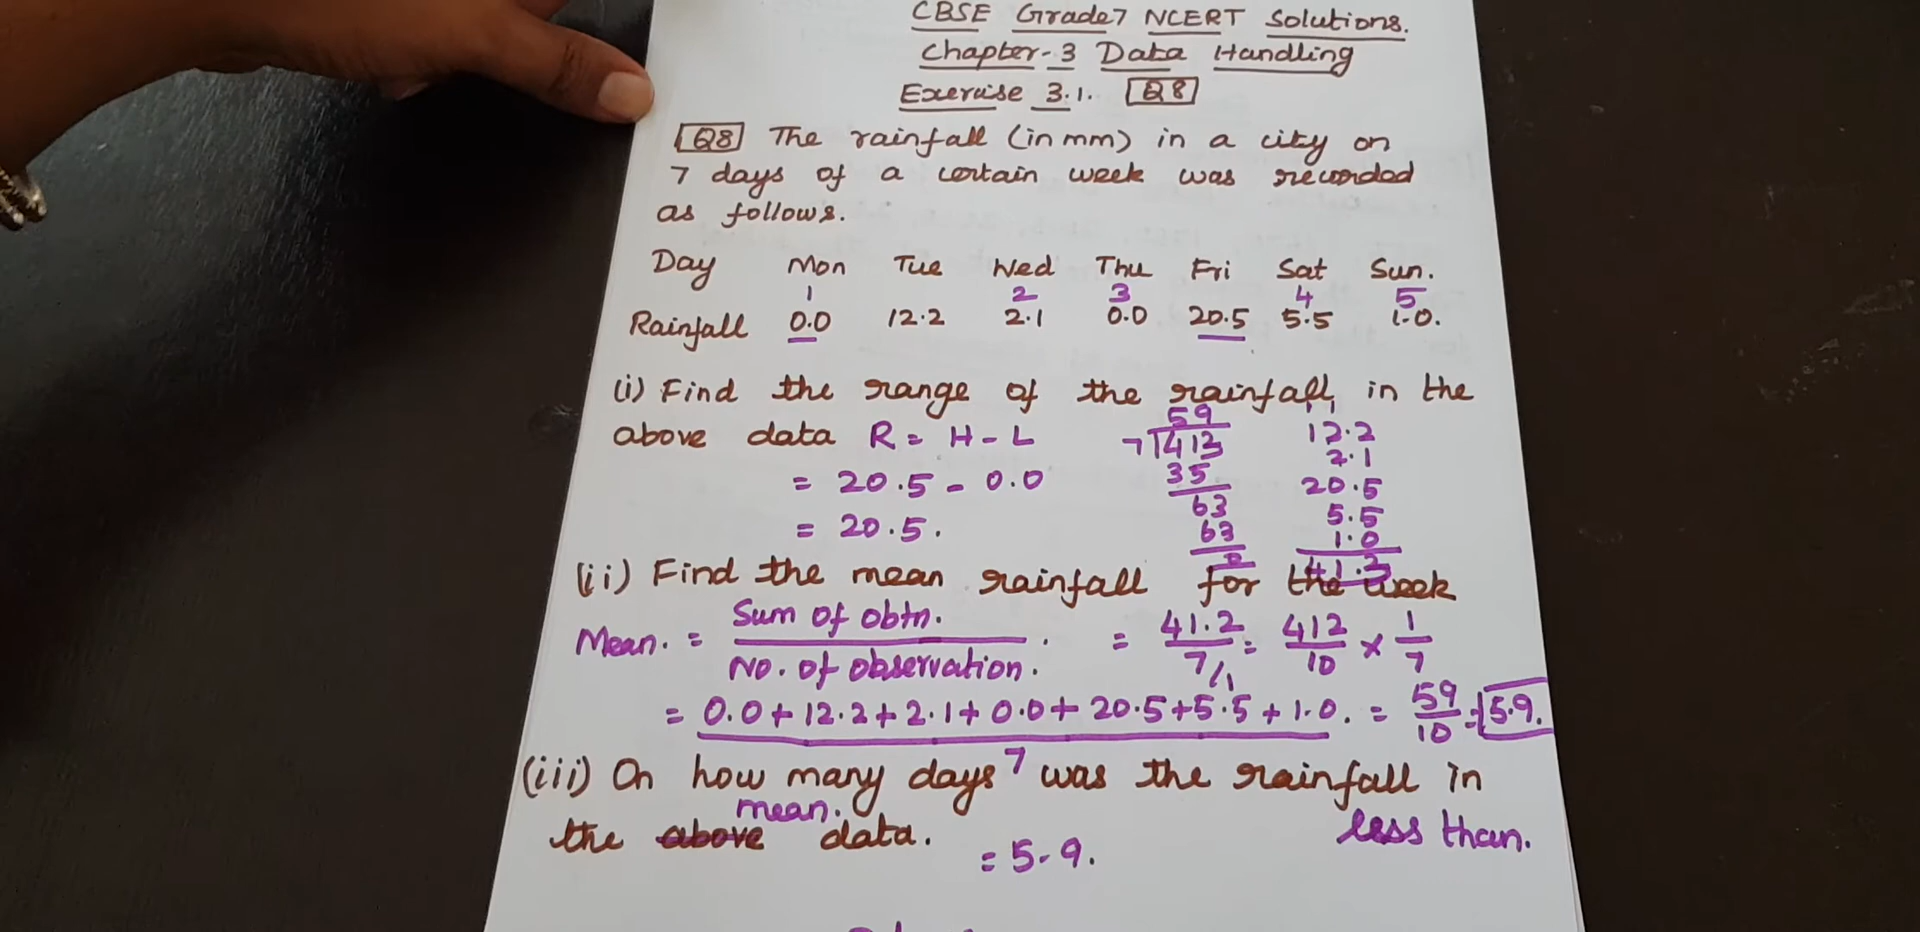 CBSE Grade7 NCERT Solutions.
Chapter-3 Data Handling
Exercise 3.1. Q8
Q8 The rainfall (in mm) in a city on
7 days of a certain week was recorded
as follows.
Day Mon Tue Wed Thu Fri Sat Sun.
1 2 3 4 5
Rainfall 0.0 12.2 2.1 0.0 20.5 5.5 1.0.
(i) Find the range of the rainfall in the
above data R = H - L
= 20.5 - 0.0
= 20.5.
59
7 413
35
63
63
0
1 1
12.2
2.1
20.5
5.5
1.0
41.3
(ii) Find the mean rainfall for the week
Mean. = Sum of obtn. / No. of observation. = 41.2 / 7/1 = 412/10 × 1/7
= 0.0 + 12.2 + 2.1 + 0.0 + 20.5 + 5.5 + 1.0. / 7 = 59/10 = 5.9.
(iii) On how many days was the rainfall in
mean. less than.
the above data.
= 5.9.